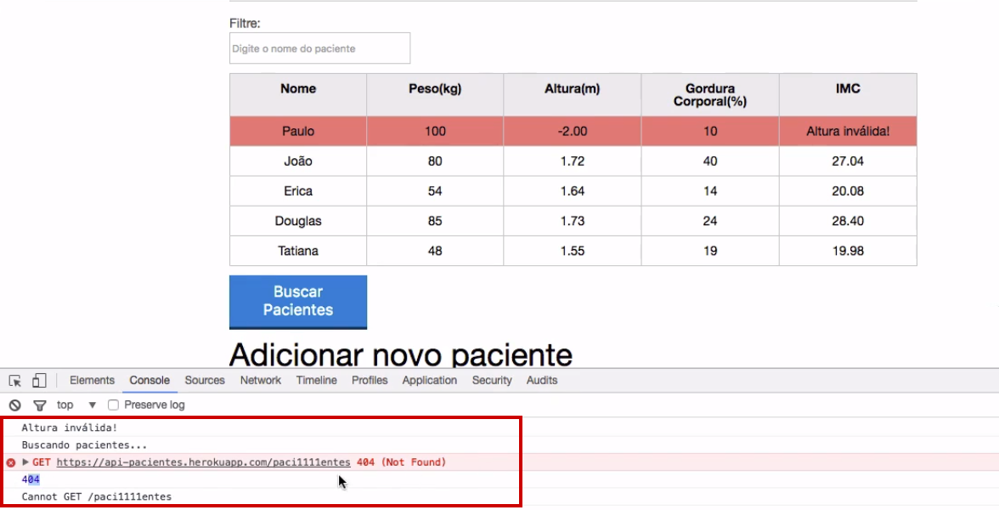 Filtre:
Digite o nome do paciente
Nome Peso(kg) Altura(m) Gordura Corporal(%) IMC
Paulo 100 -2.00 10 Altura inválida!
João 80 1.72 40 27.04
Erica 54 1.64 14 20.08
Douglas 85 1.73 24 28.40
Tatiana 48 1.55 19 19.98
Buscar
Pacientes
Adicionar novo paciente
Elements Console Sources Network Timeline Profiles Application Security Audits
top ▼ Preserve log
Altura inválida!
Buscando pacientes...
GET https://api-pacientes.herokuapp.com/paci1111entes 404 (Not Found)
404
Cannot GET /paci1111entes